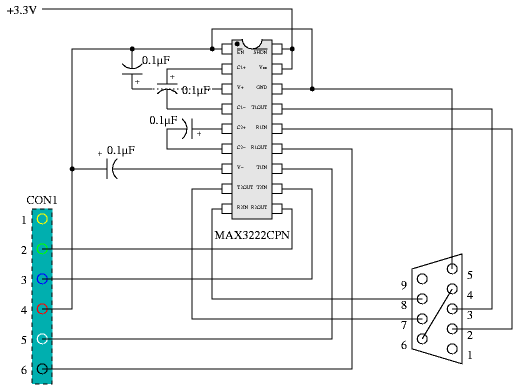 +3.3V
0.1µF
0.1µF
0.1µF
0.1µF
EN SHDN
C1+ Vcc
V+ GND
C1- T1OUT
C2+ R1IN
C2- R1OUT
V- T1IN
T2OUT T2IN
R2IN R2OUT
MAX3222CPN
CON1
1
2
3
4
5
6
9
8
7
6
5
4
3
2
1